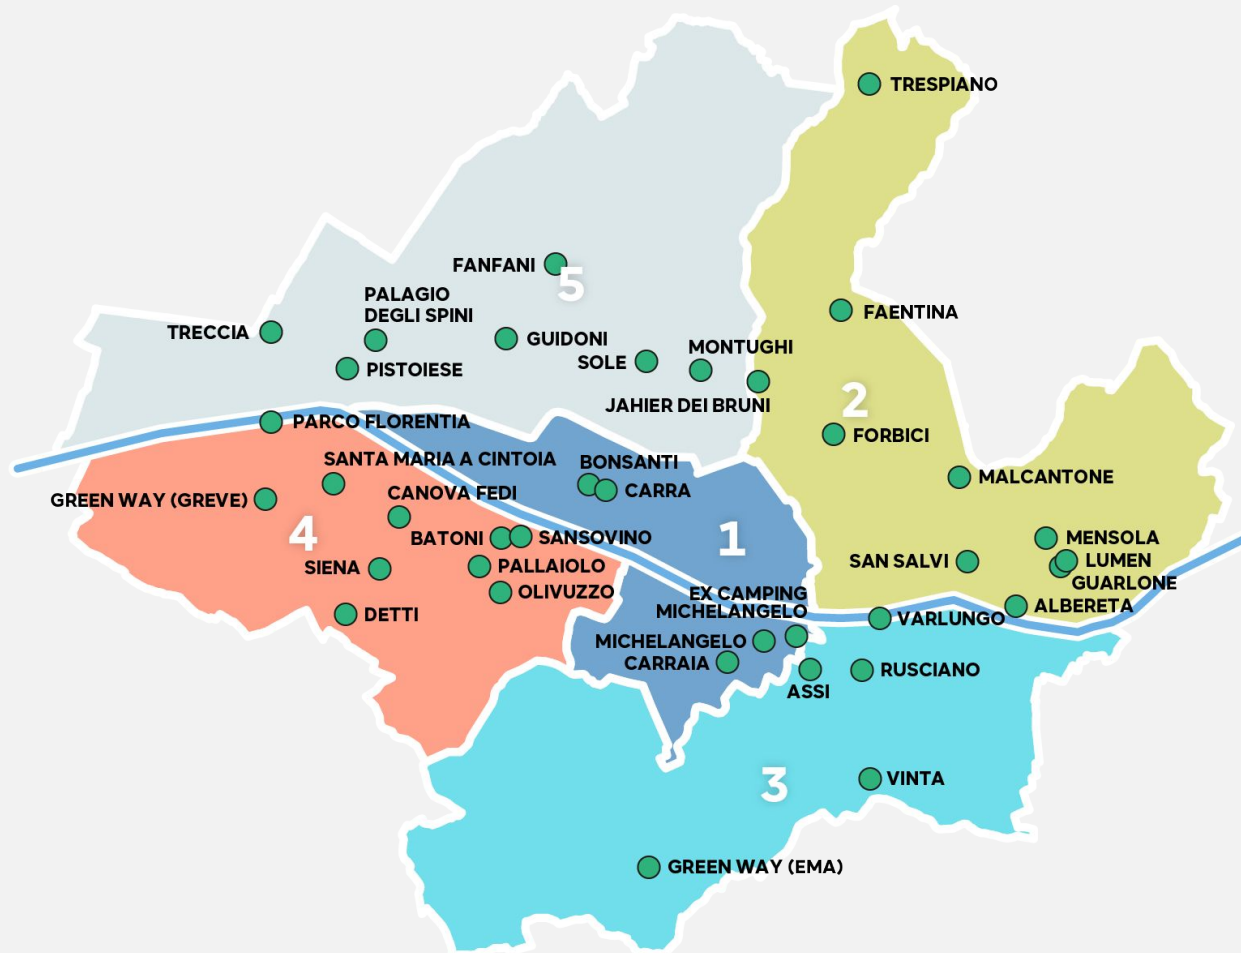 TRESPIANO
FANFANI
5
PALAGIO
DEGLI SPINI
FAENTINA
TRECCIA
GUIDONI
MONTUGHI
SOLE
PISTOIESE
2
JAHIER DEI BRUNI
PARCO FLORENTIA
FORBICI
SANTA MARIA A CINTOIA
BONSANTI
MALCANTONE
CANOVA FEDI
CARRA
GREEN WAY (GREVE)
4
BATONI
SANSOVINO
1
MENSOLA
SIENA
PALLAIOLO
SAN SALVI
LUMEN
GUARLONE
OLIVUZZO
EX CAMPING
MICHELANGELO
ALBERETA
DETTI
VARLUNGO
MICHELANGELO
CARRAIA
RUSCIANO
ASSI
3
VINTA
GREEN WAY (EMA)